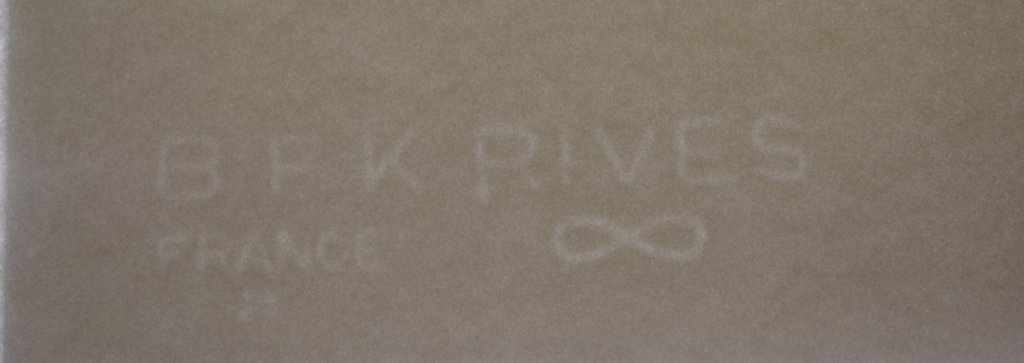 BFK RIVES
FRANCE ∞